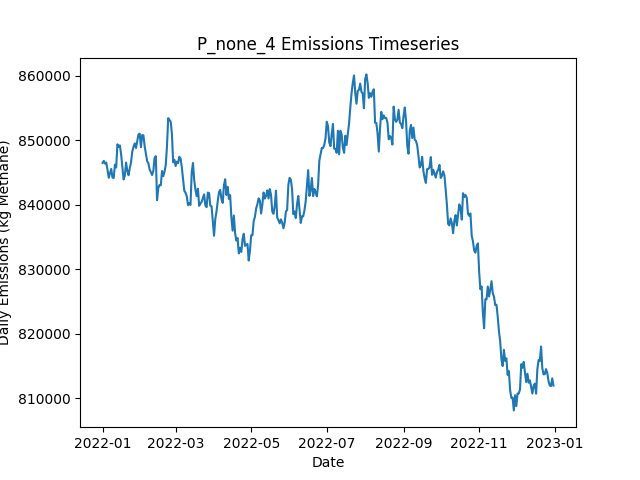 P_none_4 Emissions Timeseries
860000
850000
840000
830000
820000
810000
Daily Emissions (kg Methane)
2022-01 2022-03 2022-05 2022-07 2022-09 2022-11 2023-01
Date